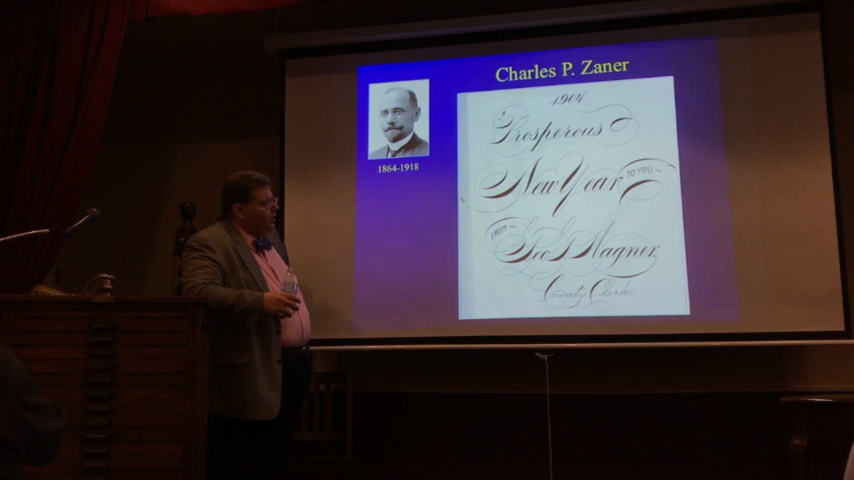 Charles P. Zaner
1864-1918
1904
A Prosperous
New Year TO YOU
FROM
Geo S Wagner
County Clerk